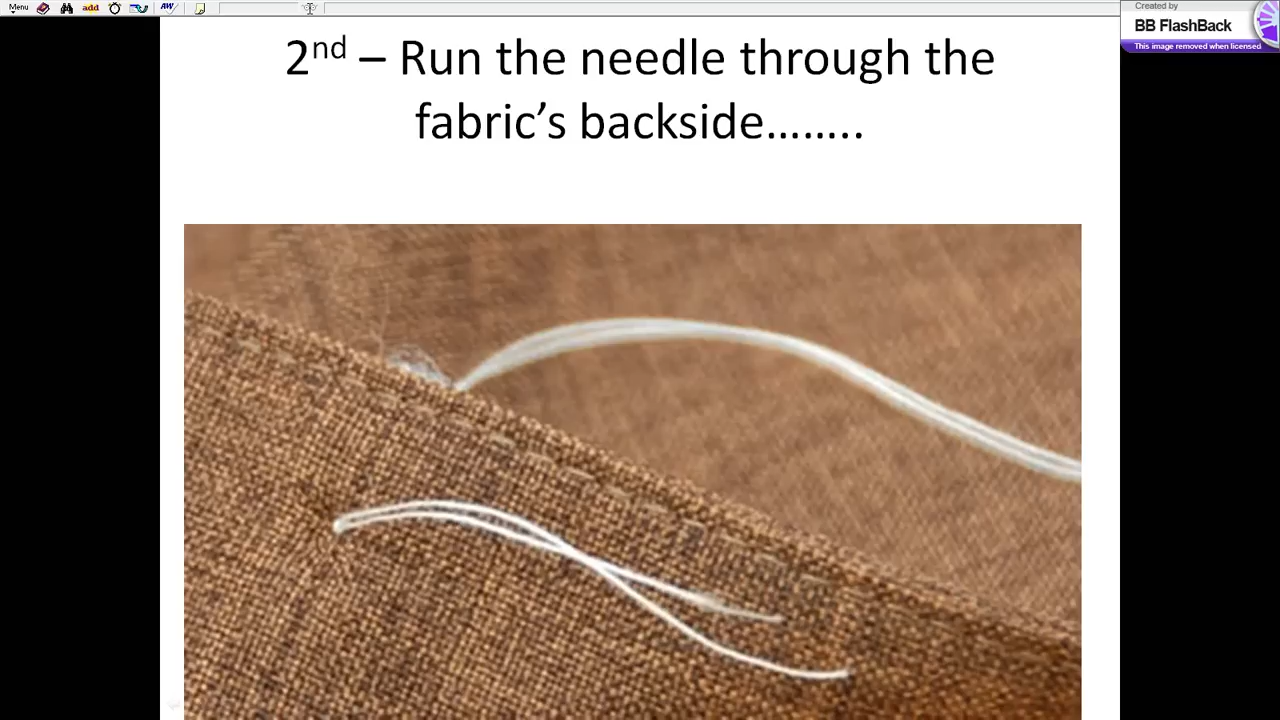 Menu add AW
Created by
BB FlashBack
This image removed when licensed
2nd – Run the needle through the
fabric’s backside……..